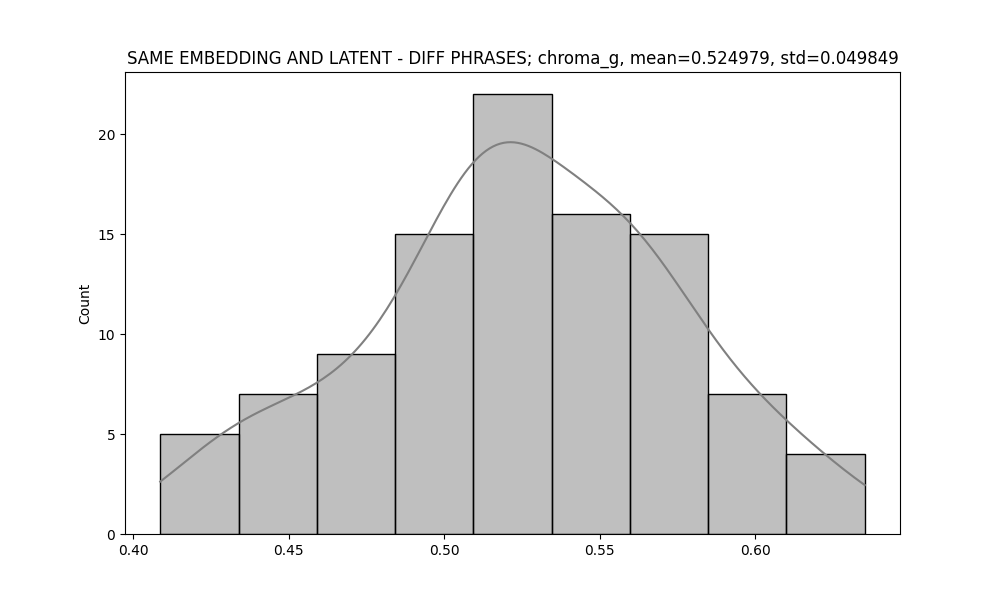 SAME EMBEDDING AND LATENT - DIFF PHRASES; chroma_g, mean=0.524979, std=0.049849
Count
20
15
10
5
0
0.40 0.45 0.50 0.55 0.60